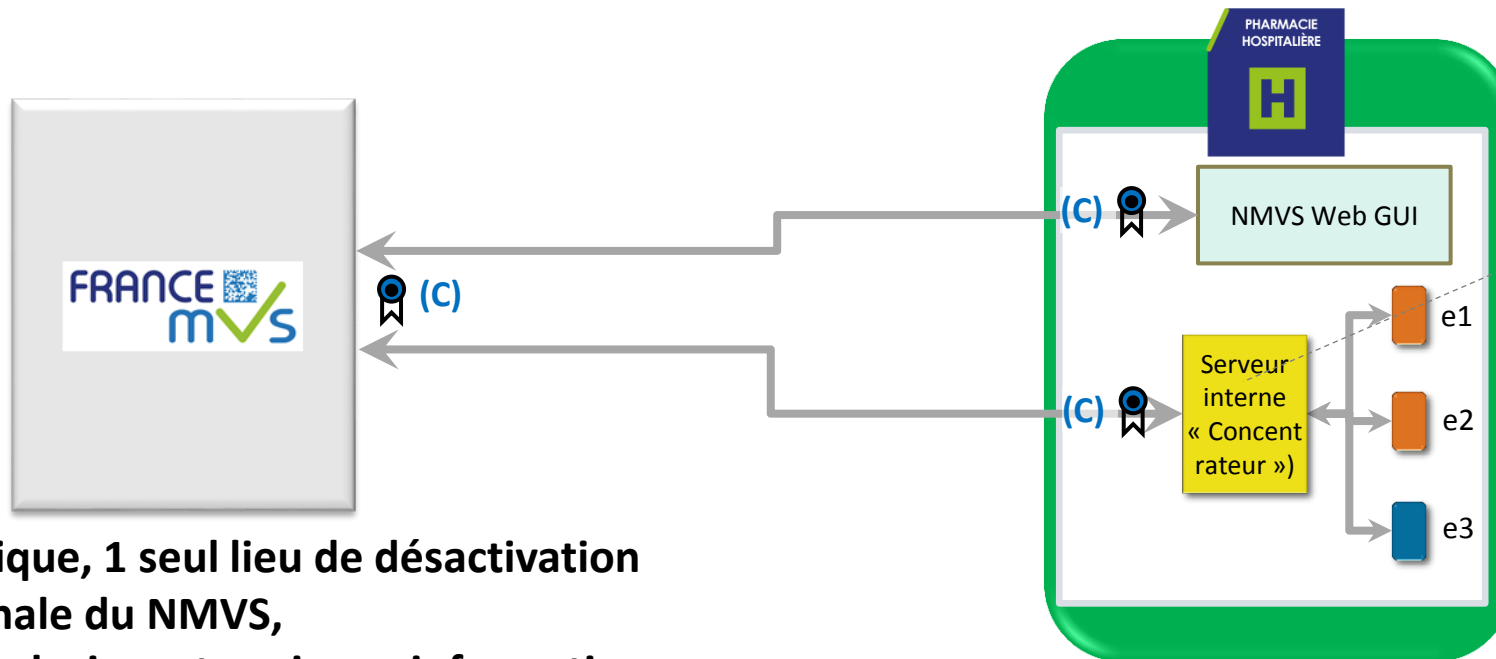 PHARMACIE
HOSPITALIÈRE
H
FRANCE
mvs
(C)
(C)
NMVS Web GUI
(C)
Serveur
interne
« Concent
rateur »)
e1
e2
e3
ique, 1 seul lieu de désactivation
nale du NMVS,